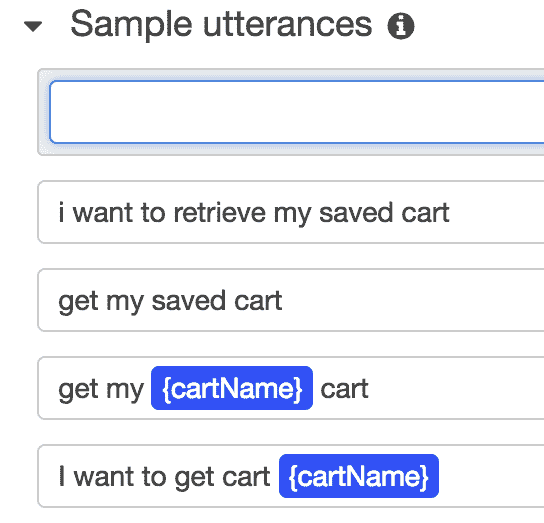 Sample utterances
i want to retrieve my saved cart
get my saved cart
get my {cartName} cart
I want to get cart {cartName}